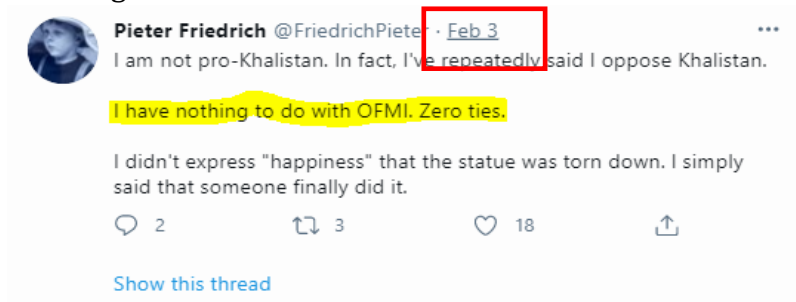 Pieter Friedrich @FriedrichPieter · Feb 3
I am not pro-Khalistan. In fact, I've repeatedly said I oppose Khalistan.
I have nothing to do with OFMI. Zero ties.
I didn't express "happiness" that the statue was torn down. I simply
said that someone finally did it.
2 3 18
Show this thread